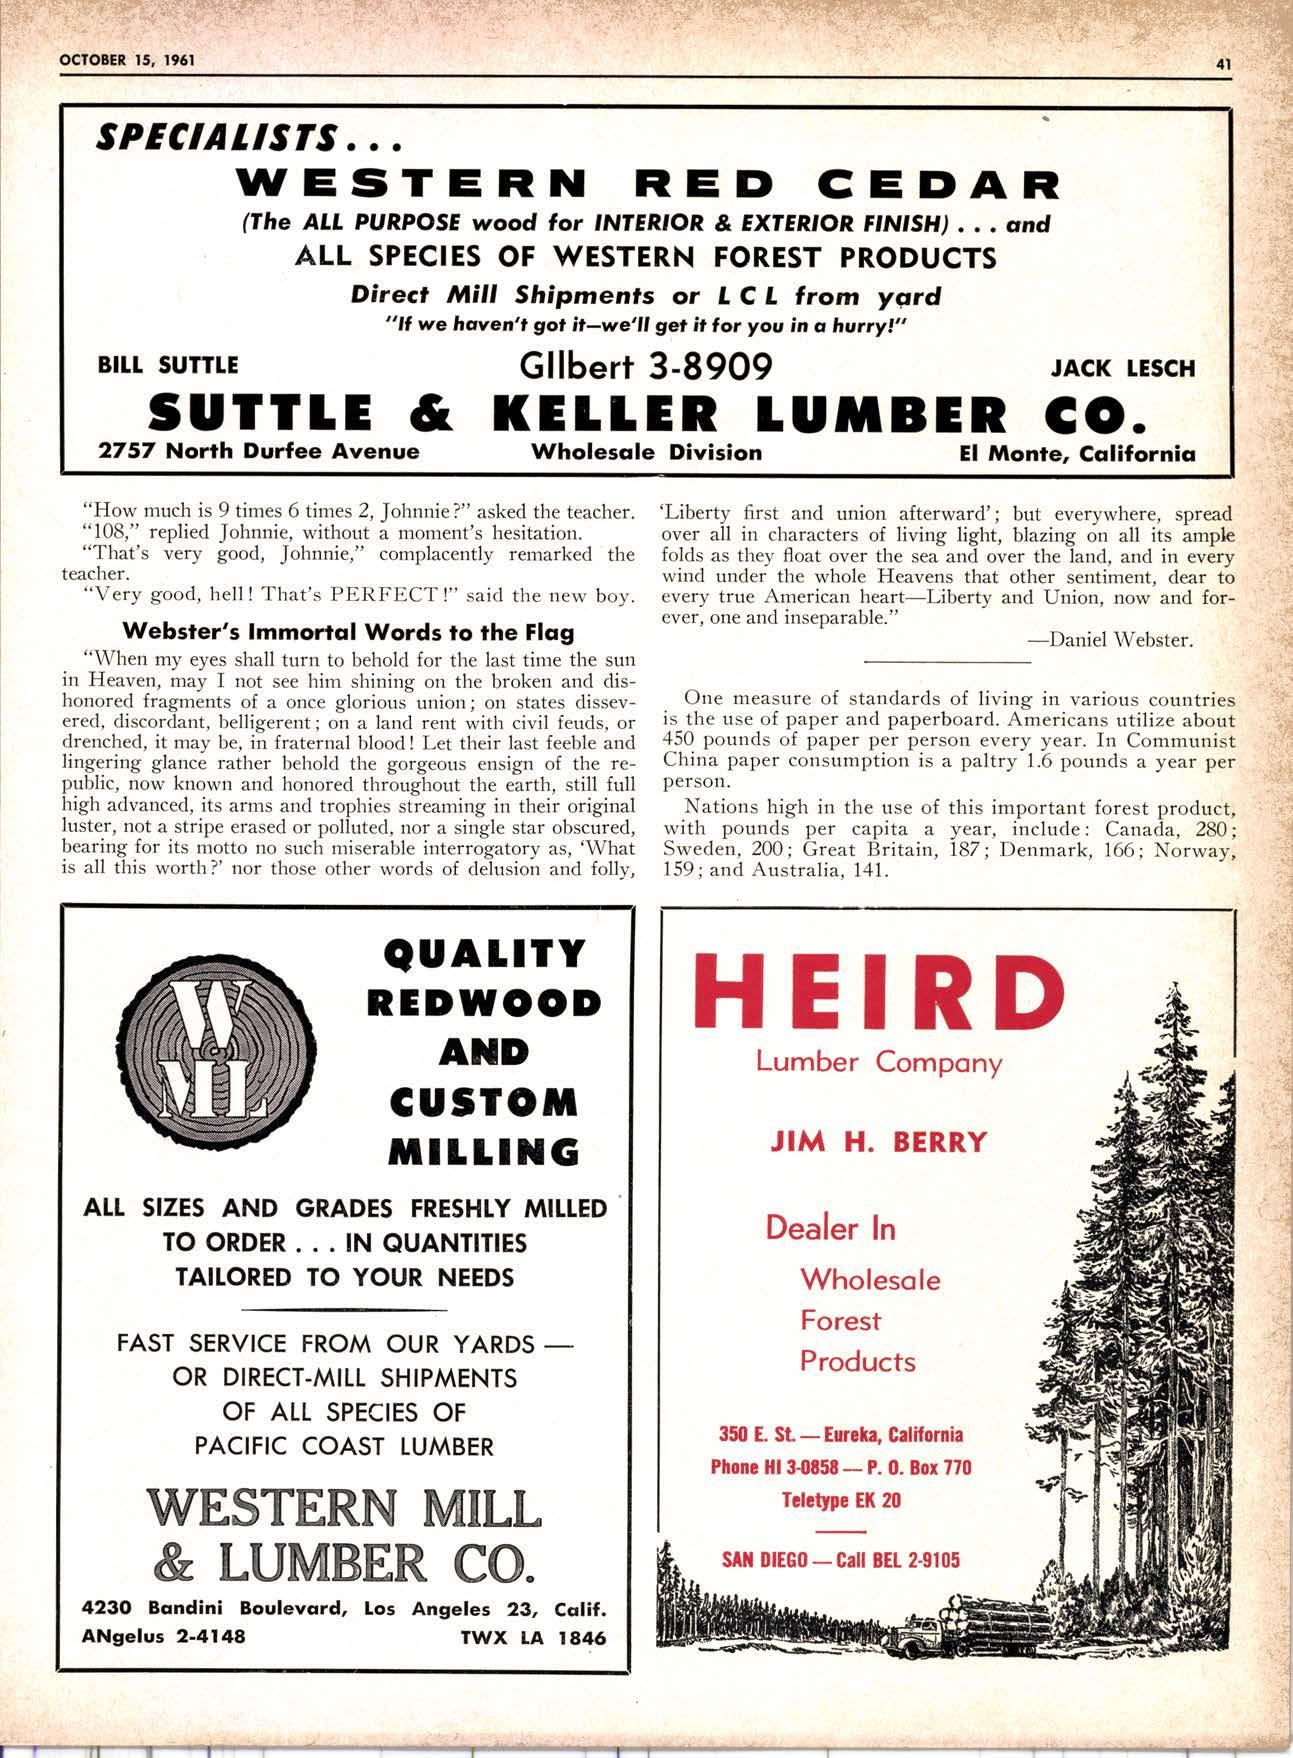 OCTOBER 15, 1961
41
SPECIALISTS...
WESTERN RED CEDAR
(The ALL PURPOSE wood for INTERIOR & EXTERIOR FINISH) . . . and
ALL SPECIES OF WESTERN FOREST PRODUCTS
Direct Mill Shipments or L C L from yard
"If we haven't got it—we'll get it for you in a hurry!"
BILL SUTTLE
GIlbert 3-8909
JACK LESCH
SUTTLE & KELLER LUMBER CO.
2757 North Durfee Avenue
Wholesale Division
El Monte, California
"How much is 9 times 6 times 2, Johnnie?" asked the teacher.
"108," replied Johnnie, without a moment's hesitation.
"That's very good, Johnnie," complacently remarked the
teacher.
"Very good, hell! That's PERFECT!" said the new boy.
Webster's Immortal Words to the Flag
"When my eyes shall turn to behold for the last time the sun
in Heaven, may I not see him shining on the broken and dis-
honored fragments of a once glorious union; on states dissev-
ered, discordant, belligerent; on a land rent with civil feuds, or
drenched, it may be, in fraternal blood! Let their last feeble and
lingering glance rather behold the gorgeous ensign of the re-
public, now known and honored throughout the earth, still full
high advanced, its arms and trophies streaming in their original
luster, not a stripe erased or polluted, nor a single star obscured,
bearing for its motto no such miserable interrogatory as, 'What
is all this worth?' nor those other words of delusion and folly,
'Liberty first and union afterward'; but everywhere, spread
over all in characters of living light, blazing on all its ample
folds as they float over the sea and over the land, and in every
wind under the whole Heavens that other sentiment, dear to
every true American heart—Liberty and Union, now and for-
ever, one and inseparable."
—Daniel Webster.
One measure of standards of living in various countries
is the use of paper and paperboard. Americans utilize about
450 pounds of paper per person every year. In Communist
China paper consumption is a paltry 1.6 pounds a year per
person.
Nations high in the use of this important forest product,
with pounds per capita a year, include: Canada, 280;
Sweden, 200; Great Britain, 187; Denmark, 166; Norway,
159; and Australia, 141.
W
ML
QUALITY
REDWOOD
AND
CUSTOM
MILLING
ALL SIZES AND GRADES FRESHLY MILLED
TO ORDER . . . IN QUANTITIES
TAILORED TO YOUR NEEDS
FAST SERVICE FROM OUR YARDS —
OR DIRECT-MILL SHIPMENTS
OF ALL SPECIES OF
PACIFIC COAST LUMBER
WESTERN MILL
& LUMBER CO.
4230 Bandini Boulevard, Los Angeles 23, Calif.
ANgelus 2-4148
TWX LA 1846
HEIRD
Lumber Company
JIM H. BERRY
Dealer In
Wholesale
Forest
Products
350 E. St. — Eureka, California
Phone HI 3-0858 — P. O. Box 770
Teletype EK 20
SAN DIEGO — Call BEL 2-9105